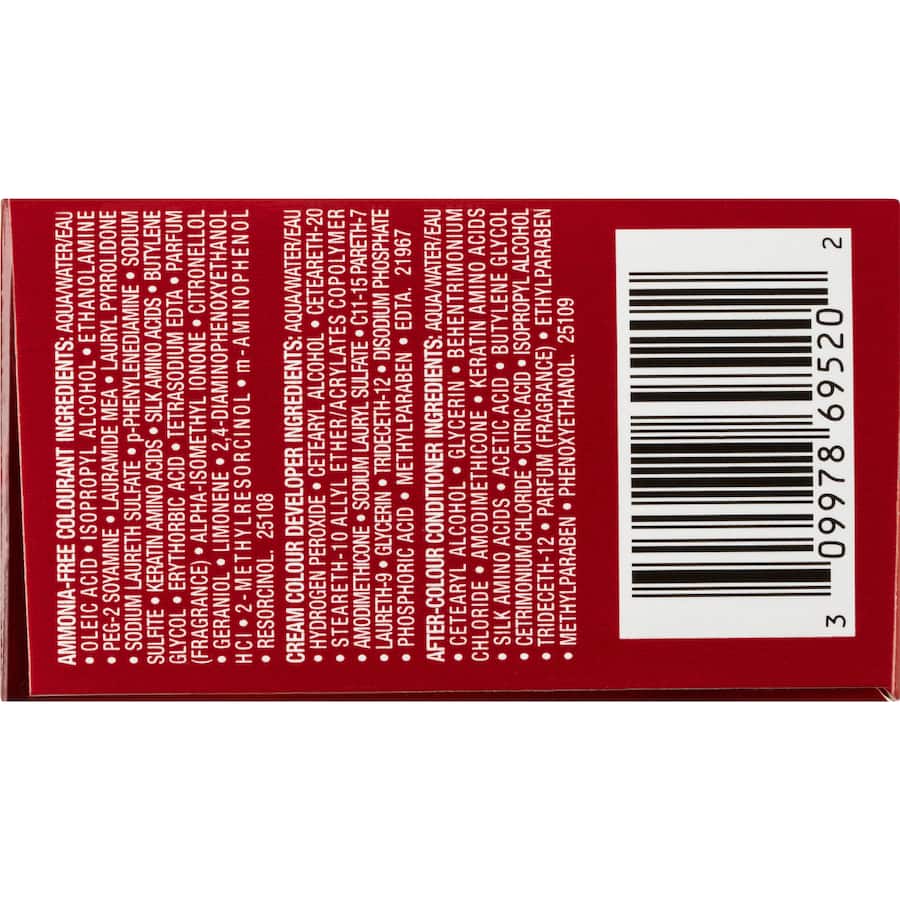 AMMONIA-FREE COLOURANT INGREDIENTS: AQUA/WATER/EAU
• OLEIC ACID • ISOPROPYL ALCOHOL • ETHANOLAMINE
• PEG-2 SOYAMINE • LAURAMIDE MEA • LAURYL PYRROLIDONE
• SODIUM LAURETH SULFATE • p-PHENYLENEDIAMINE • SODIUM
SULFITE • KERATIN AMINO ACIDS • SILK AMINO ACIDS • BUTYLENE
GLYCOL • ERYTHORBIC ACID • TETRASODIUM EDTA • PARFUM
(FRAGRANCE) • ALPHA-ISOMETHYL IONONE • CITRONELLOL
• GERANIOL • LIMONENE • 2,4-DIAMINOPHENOXYETHANOL
HCl • 2-METHYLRESORCINOL • m-AMINOPHENOL
• RESORCINOL. 25108
CREAM COLOUR DEVELOPER INGREDIENTS: AQUA/WATER/EAU
• HYDROGEN PEROXIDE • CETEARYL ALCOHOL • CETEARETH-20
• STEARETH-10 ALLYL ETHER/ACRYLATES COPOLYMER
• AMODIMETHICONE • SODIUM LAURYL SULFATE • C11-15 PARETH-7
• LAURETH-9 • GLYCERIN • TRIDECETH-12 • DISODIUM PHOSPHATE
• PHOSPHORIC ACID • METHYLPARABEN • EDTA. 21967
AFTER-COLOUR CONDITIONER INGREDIENTS: AQUA/WATER/EAU
• CETEARYL ALCOHOL • GLYCERIN • BEHENTRIMONIUM
CHLORIDE • AMODIMETHICONE • KERATIN AMINO ACIDS
• SILK AMINO ACIDS • ACETIC ACID • BUTYLENE GLYCOL
• CETRIMONIUM CHLORIDE • CITRIC ACID • ISOPROPYL ALCOHOL
• TRIDECETH-12 • PARFUM (FRAGRANCE) • ETHYLPARABEN
• METHYLPARABEN • PHENOXYETHANOL. 25109
3 09978 69520 2